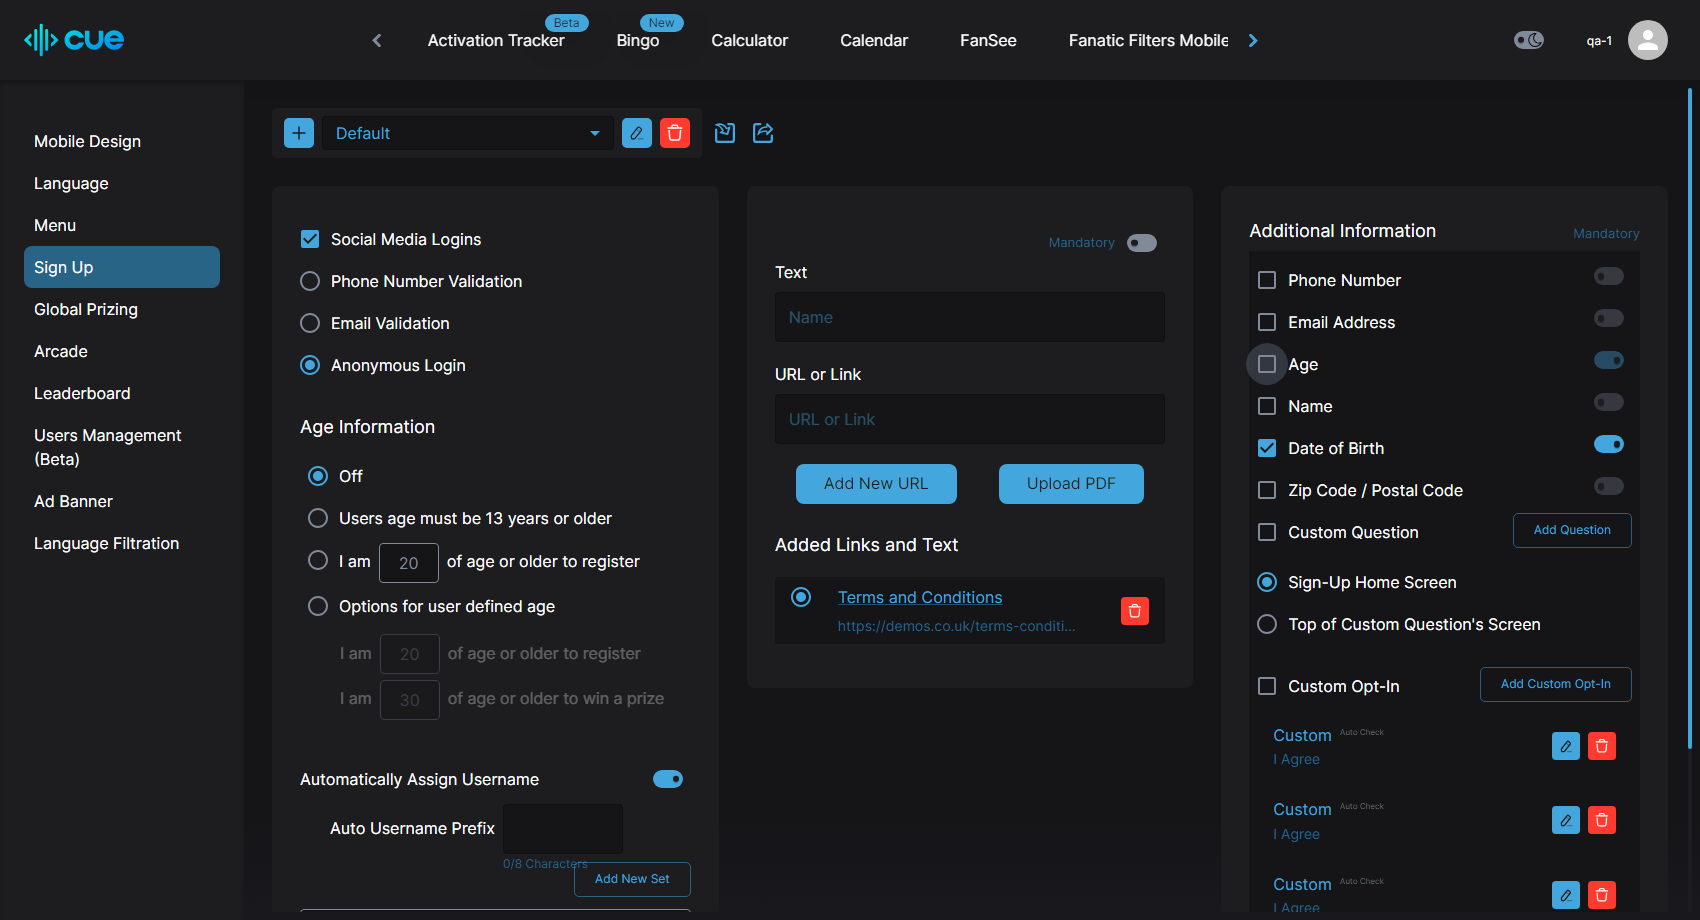 cue
Activation Tracker
Beta
Bingo
New
Calculator
Calendar
FanSee
Fanatic Filters Mobile
qa-1
Mobile Design
Language
Menu
Sign Up
Global Prizing
Arcade
Leaderboard
Users Management
(Beta)
Ad Banner
Language Filtration
Default
Social Media Logins
Phone Number Validation
Email Validation
Anonymous Login
Age Information
Off
Users age must be 13 years or older
I am 20 of age or older to register
Options for user defined age
I am 20 of age or older to register
I am 30 of age or older to win a prize
Automatically Assign Username
Auto Username Prefix
0/8 Characters
Add New Set
Mandatory
Text
Name
URL or Link
URL or Link
Add New URL
Upload PDF
Added Links and Text
Terms and Conditions
https://demos.co.uk/terms-conditi...
Additional Information
Mandatory
Phone Number
Email Address
Age
Name
Date of Birth
Zip Code / Postal Code
Custom Question
Add Question
Sign-Up Home Screen
Top of Custom Question's Screen
Custom Opt-In
Add Custom Opt-In
Custom Auto Check
I Agree
Custom Auto Check
I Agree
Custom Auto Check
I Agree